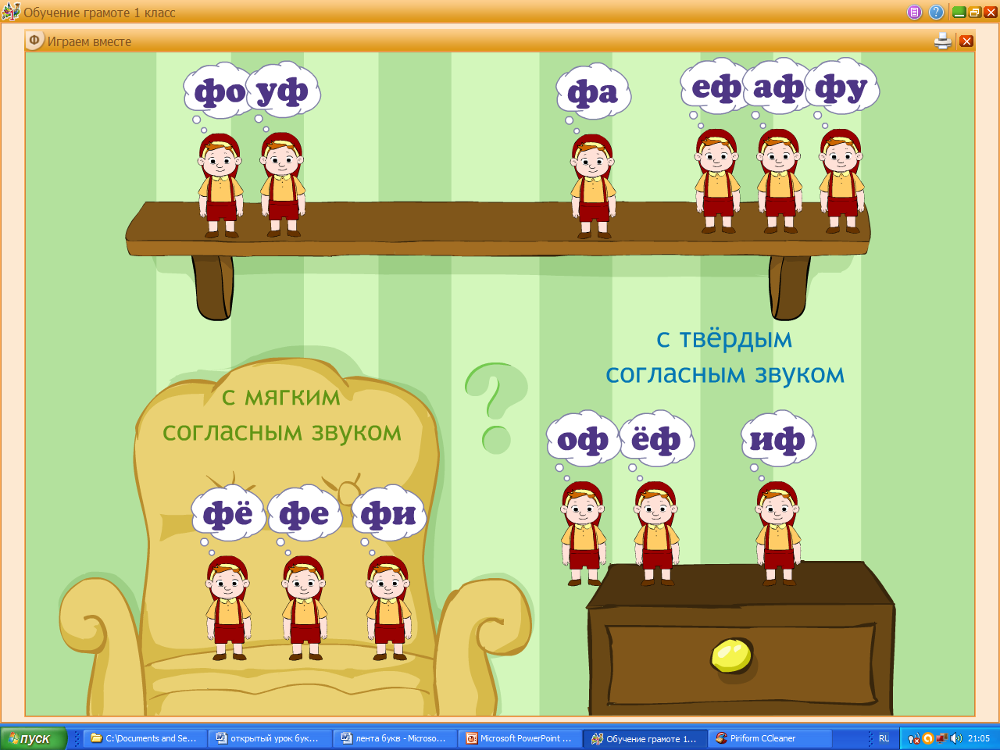 Обучение грамоте 1 класс
Ф Играем вместе
фо уф фа еф аф фу
с твёрдым
согласным звуком
с мягким
согласным звуком
?
оф ёф иф
фё фе фи
пуск C:\Documents and Se... открытый урок бук... лента букв - Microso... Microsoft PowerPoint ... Обучение грамоте 1... Piriform CCleaner RU 21:05